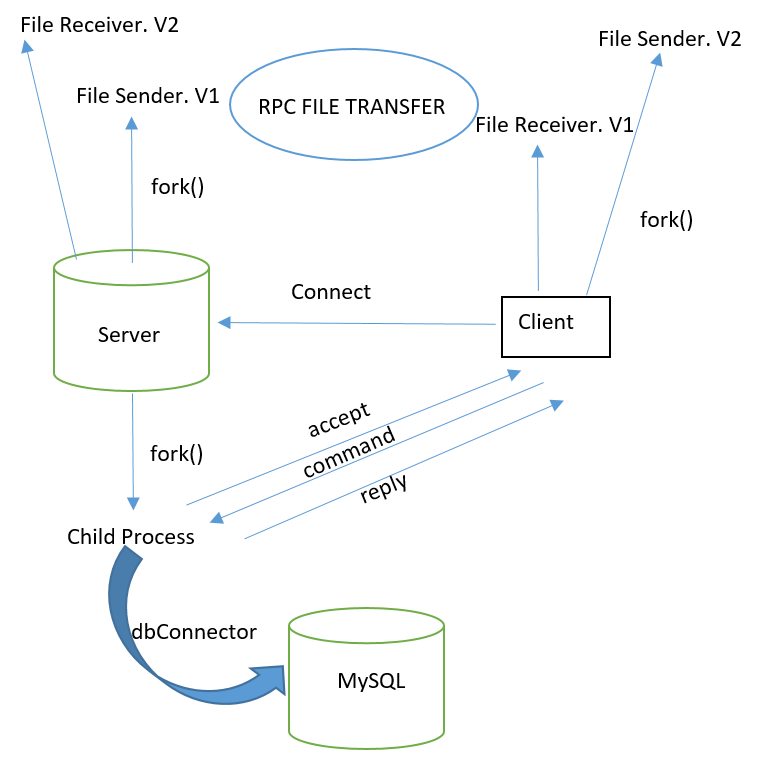 File Receiver. V2
File Sender. V2
File Sender. V1
RPC FILE TRANSFER
File Receiver. V1
fork()
fork()
Connect
Server
Client
accept
command
reply
fork()
Child Process
dbConnector
MySQL